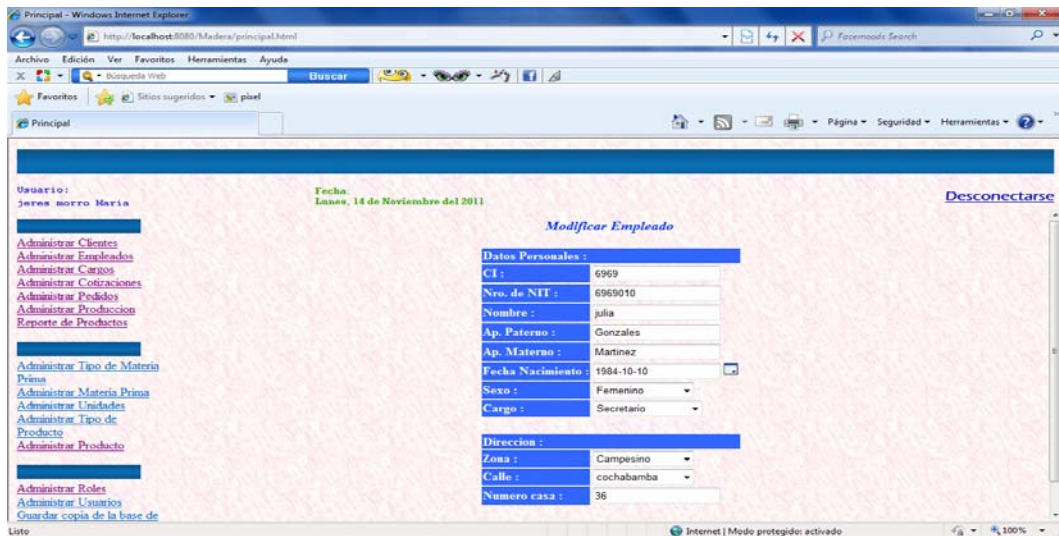 Principal - Windows Internet Explorer
http://localhost:8080/Madera/principal.html
Facemoods Search
Archivo Edición Ver Favoritos Herramientas Ayuda
Búsqueda Web Buscar
Favoritos Sitios sugeridos pixel
Principal
Página Seguridad Herramientas
Usuario:
jeres morro Maria
Fecha:
Lunes, 14 de Noviembre del 2011
Desconectarse
Administrar Clientes
Administrar Empleados
Administrar Cargos
Administrar Cotizaciones
Administrar Pedidos
Administrar Produccion
Reporte de Productos
Administrar Tipo de Materia
Prima
Administrar Materia Prima
Administrar Unidades
Administrar Tipo de
Producto
Administrar Producto
Administrar Roles
Administrar Usuarios
Guardar copia de la base de
Modificar Empleado
Datos Personales :
CI : 6969
Nro. de NIT : 6969010
Nombre : julia
Ap. Paterno : Gonzales
Ap. Materno : Martinez
Fecha Nacimiento : 1984-10-10
Sexo : Femenino
Cargo : Secretario
Direccion :
Zona : Campesino
Calle : cochabamba
Numero casa : 36
Listo
Internet | Modo protegido: activado
100%